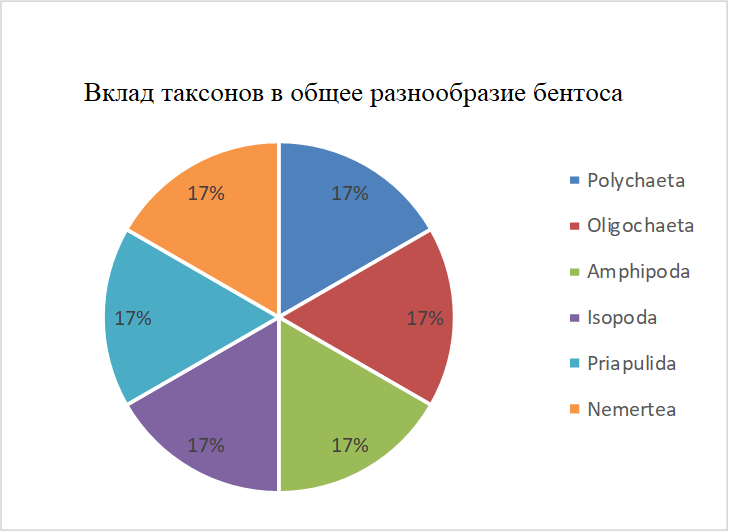 Вклад таксонов в общее разнообразие бентоса
17%
17%
17%
17%
17%
17%
Polychaeta
Oligochaeta
Amphipoda
Isopoda
Priapulida
Nemertea